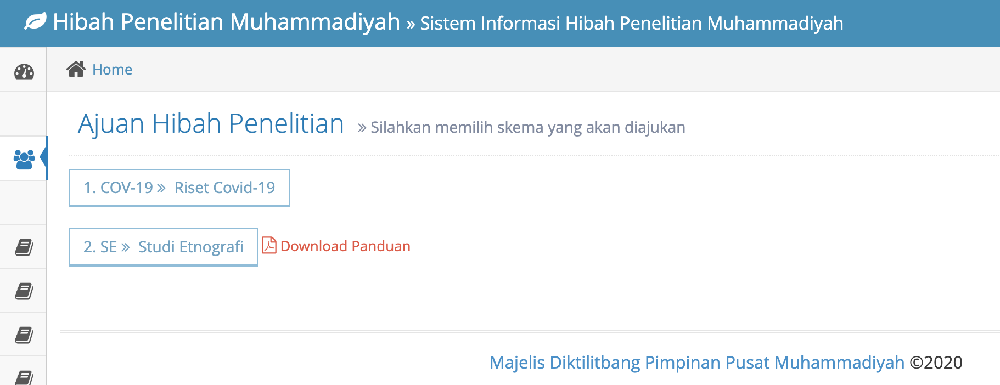 Hibah Penelitian Muhammadiyah » Sistem Informasi Hibah Penelitian Muhammadiyah
Home
Ajuan Hibah Penelitian » Silahkan memilih skema yang akan diajukan
1. COV-19 » Riset Covid-19
2. SE » Studi Etnografi Download Panduan
Majelis Diktilitbang Pimpinan Pusat Muhammadiyah ©2020